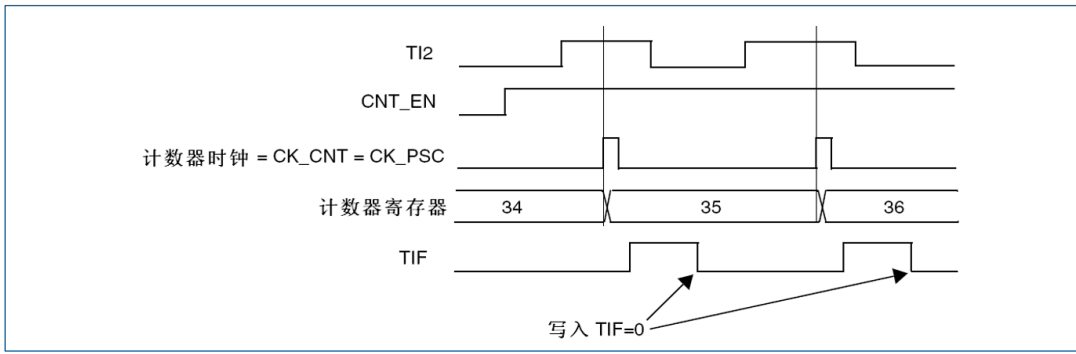 TI2
CNT_EN
计数器时钟 = CK_CNT = CK_PSC
计数器寄存器 34 35 36
TIF
写入 TIF=0